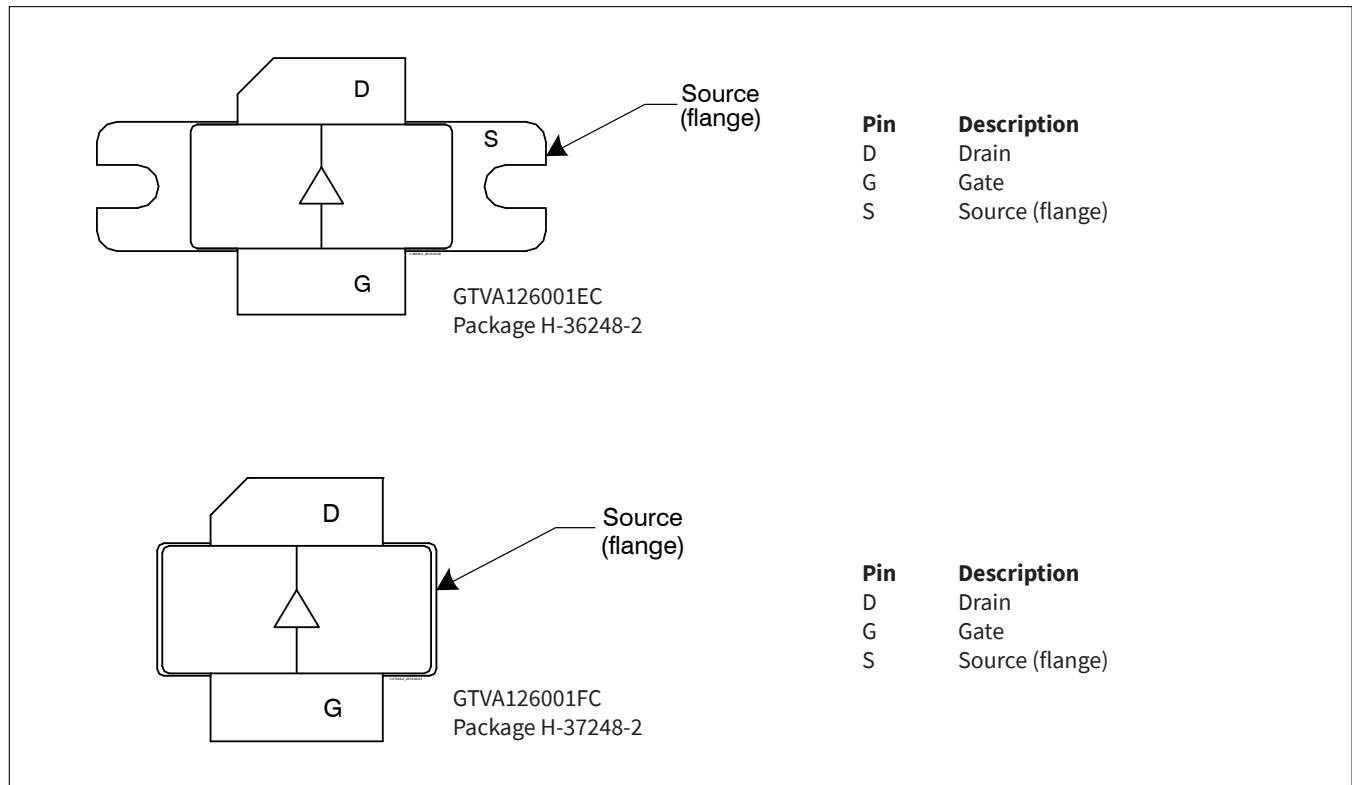 D
Source
(flange)
S
G
GTVA126001EC
Package H-36248-2
Pin Description
D Drain
G Gate
S Source (flange)
D
Source
(flange)
G
GTVA126001FC
Package H-37248-2
Pin Description
D Drain
G Gate
S Source (flange)